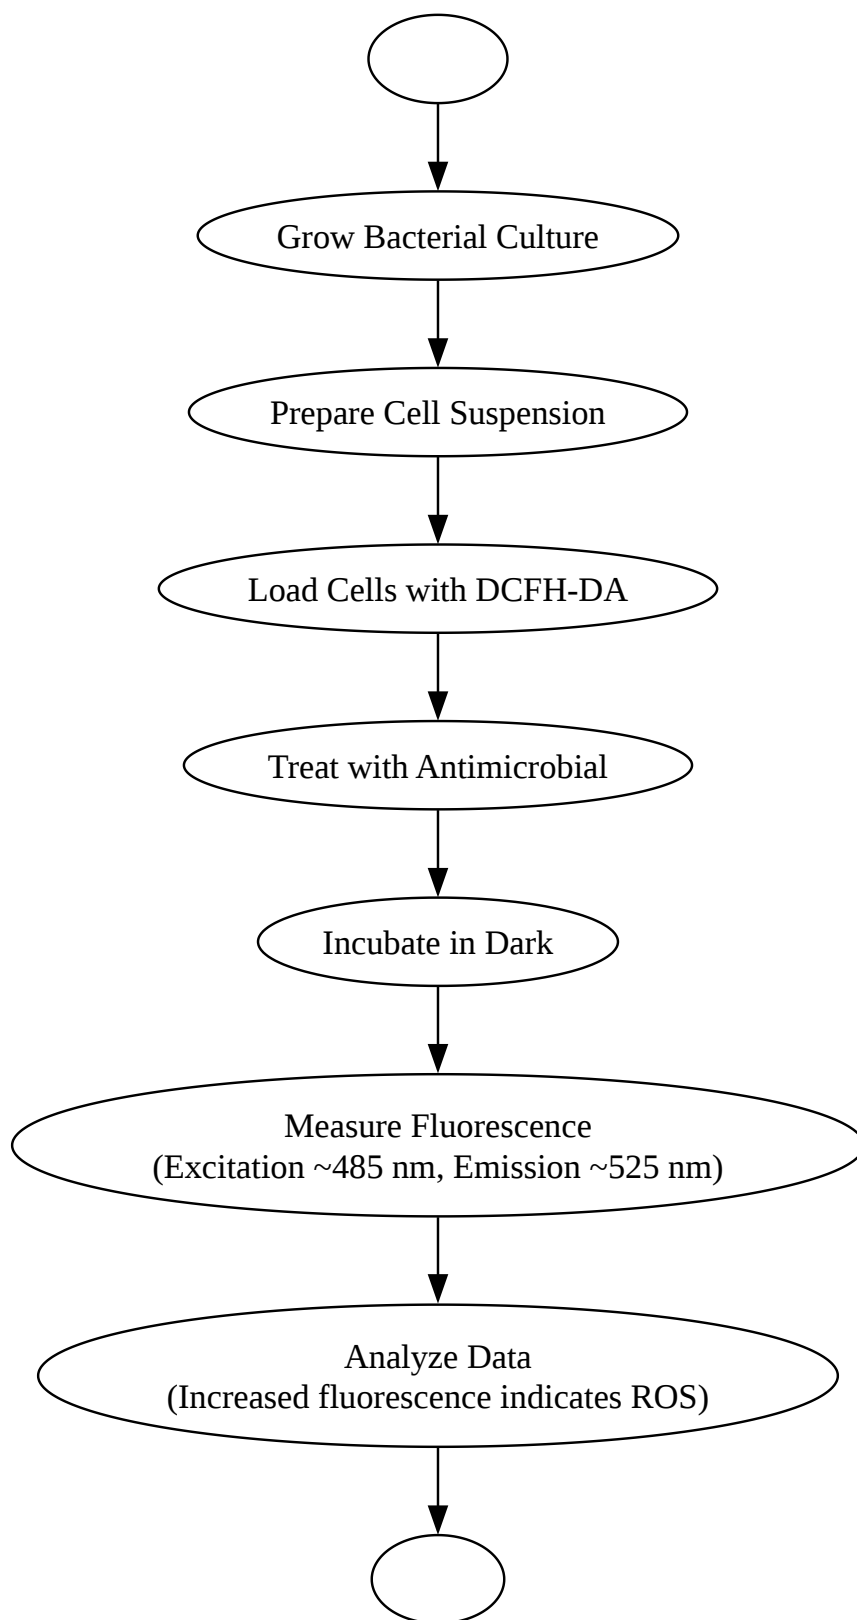 Grow Bacterial Culture
Prepare Cell Suspension
Load Cells with DCFH-DA
Treat with Antimicrobial
Incubate in Dark
Measure Fluorescence
(Excitation ~485 nm, Emission ~525 nm)
Analyze Data
(Increased fluorescence indicates ROS)